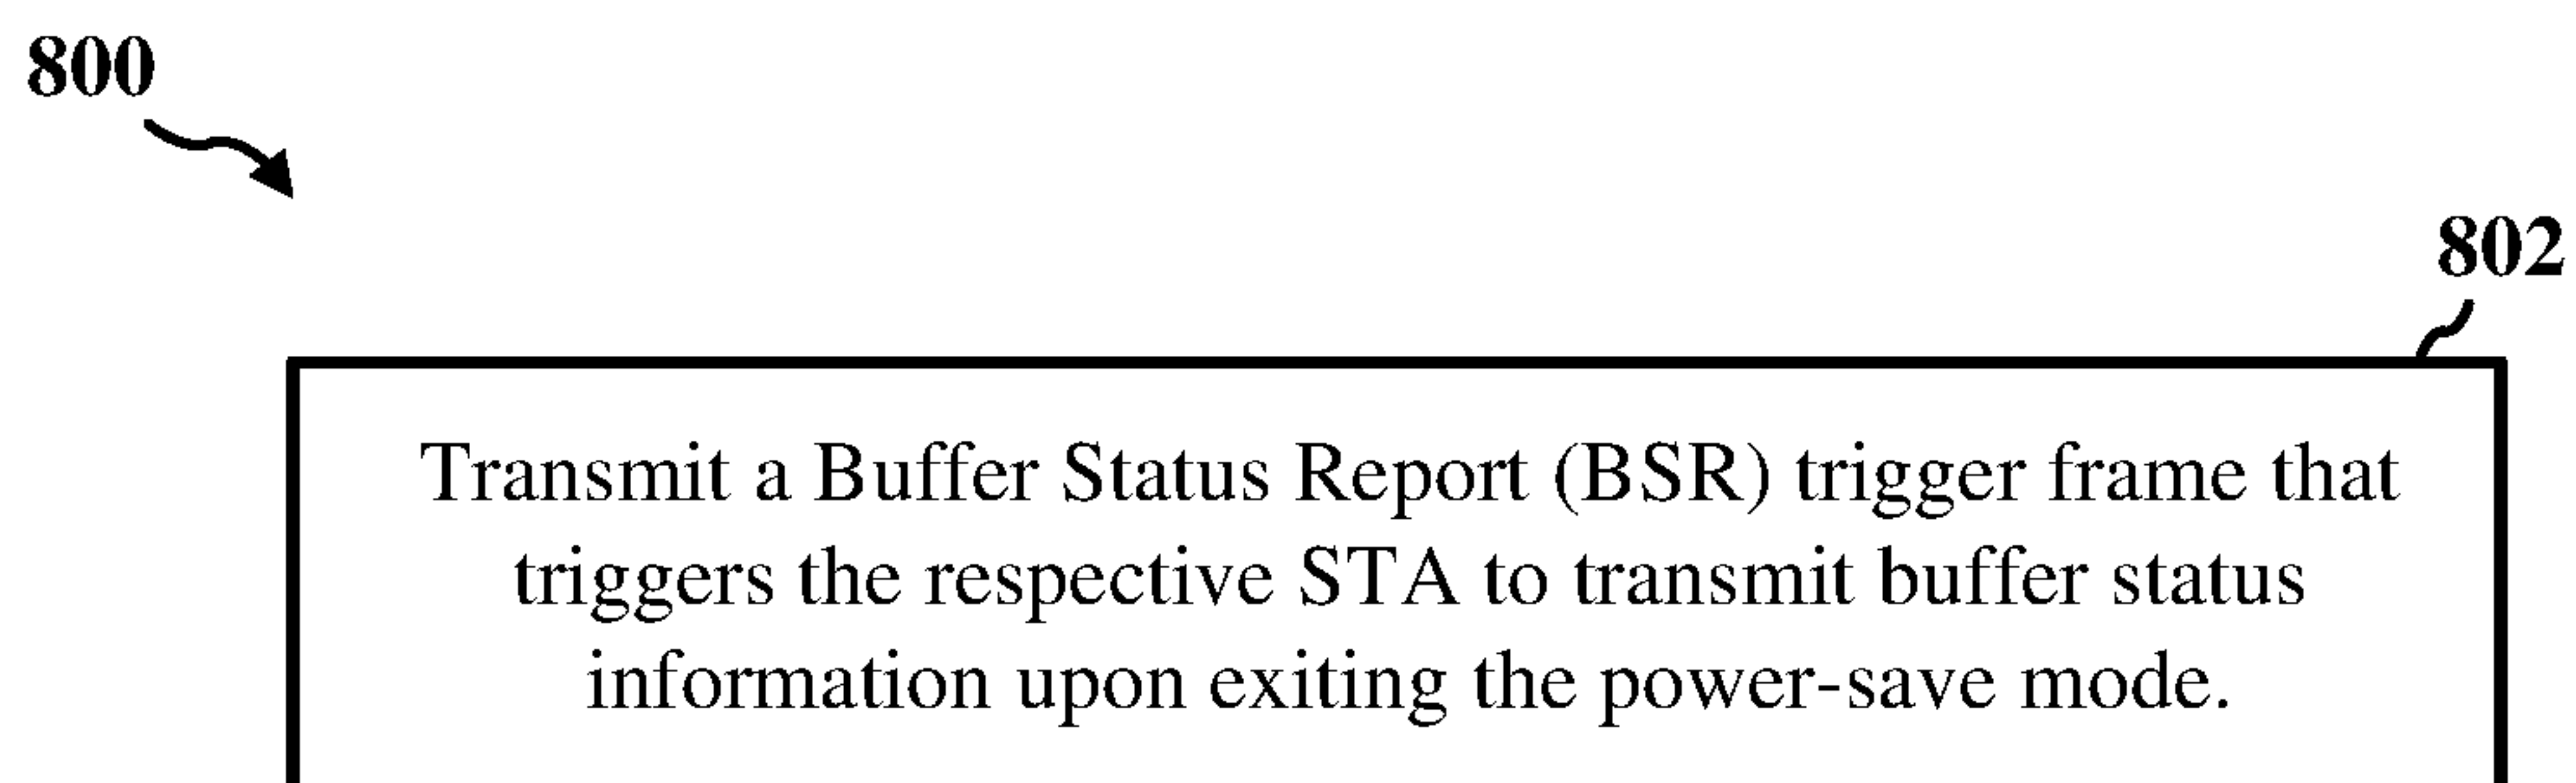 800
802
Transmit a Buffer Status Report (BSR) trigger frame that
triggers the respective STA to transmit buffer status
information upon exiting the power-save mode.